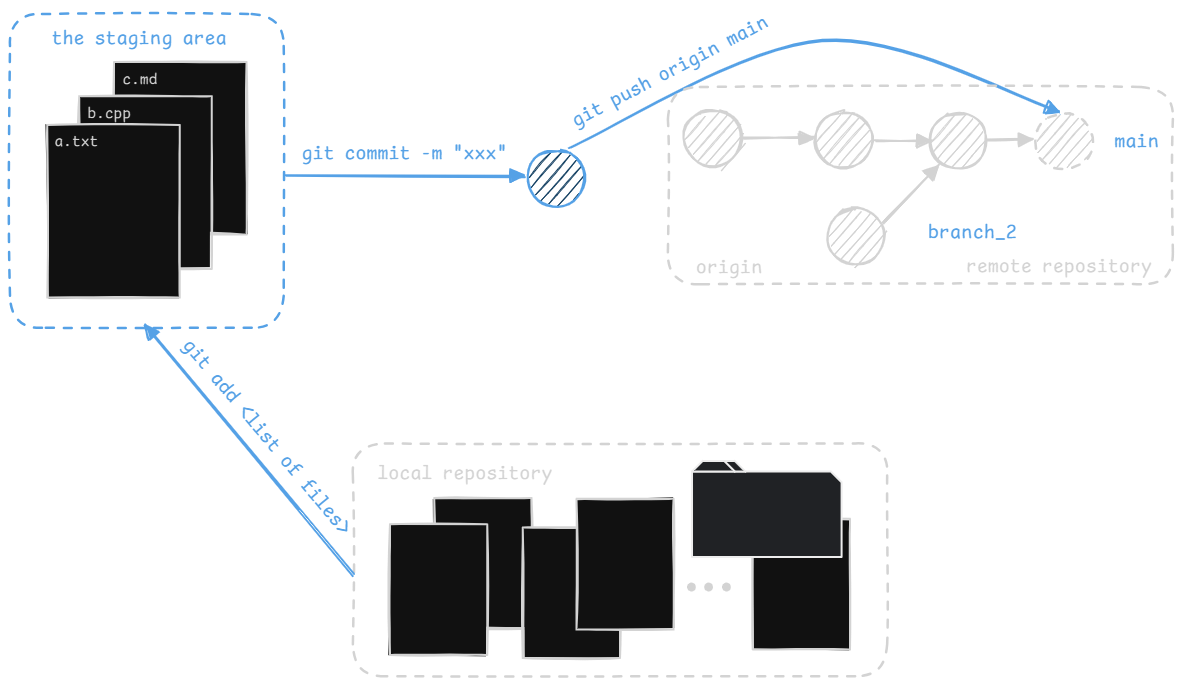 the staging area
c.md
b.cpp
a.txt
git commit -m "xxx"
git push origin main
main
branch_2
origin
remote repository
git add <list of files>
local repository